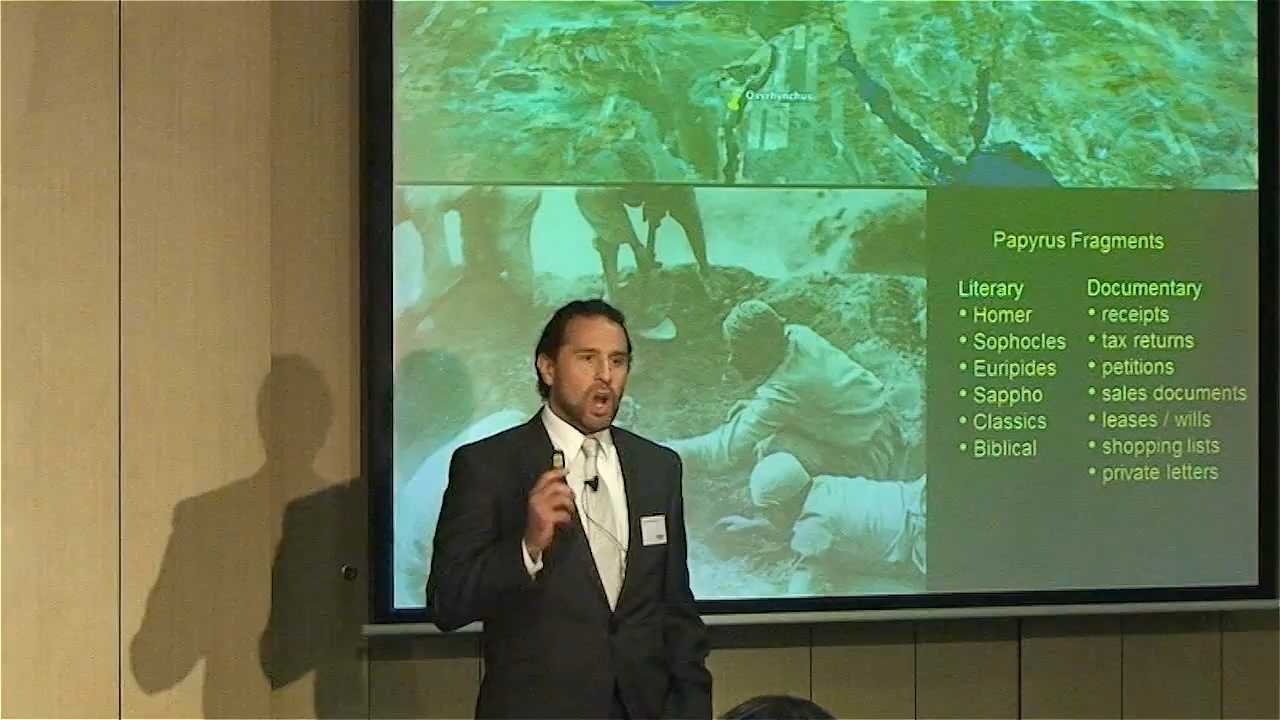 Oxyrhynchus
Papyrus Fragments
Literary
• Homer
• Sophocles
• Euripides
• Sappho
• Classics
• Biblical
Documentary
• receipts
• tax returns
• petitions
• sales documents
• leases / wills
• shopping lists
• private letters